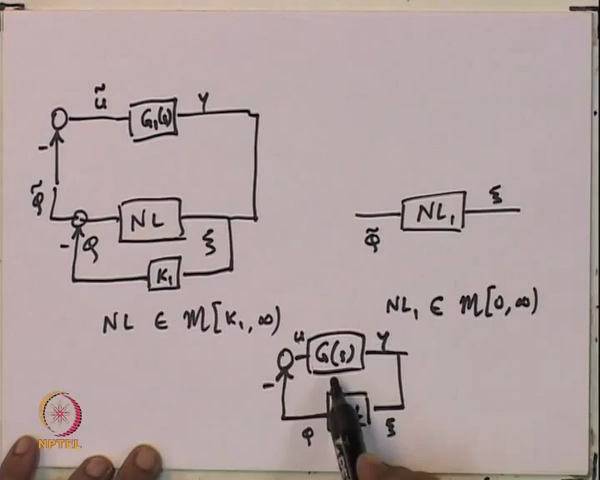 ũ
G₁(s)
y
-
φ̃
NL
- φ
ξ
K₁
NL ∈ M[K₁, ∞)
NL₁
ξ
φ̃
NL₁ ∈ M[0, ∞)
u
G(s)
y
-
φ
ξ
NPTEL